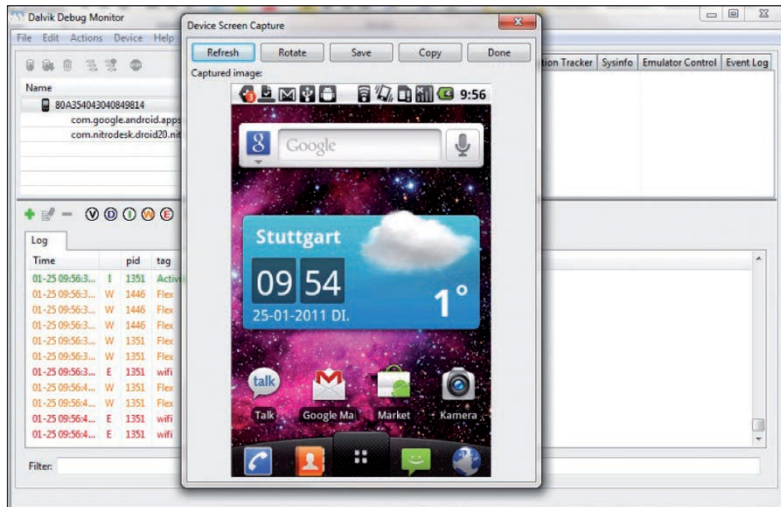 Dalvik Debug Monitor
File Edit Actions Device Help
Name
80A354043040849814
com.google.android.apps
com.nitrodesk.droid20.nit
V D I W E
Log
Time pid tag
01-25 09:56:3... I 1351 Activ
01-25 09:56:3... W 1446 Flex
01-25 09:56:3... W 1446 Flex
01-25 09:56:3... W 1446 Flex
01-25 09:56:3... W 1351 Flex
01-25 09:56:3... W 1351 Flex
01-25 09:56:3... E 1351 wifi
01-25 09:56:4... W 1351 Flex
01-25 09:56:4... W 1351 Flex
01-25 09:56:4... E 1351 wifi
01-25 09:56:4... E 1351 wifi
Filter:
Device Screen Capture
Refresh Rotate Save Copy Done
Captured image:
9:56
8 Google
Stuttgart
09 54
1°
25-01-2011 DI.
talk
Talk Google Ma Market Kamera
tion Tracker Sysinfo Emulator Control Event Log